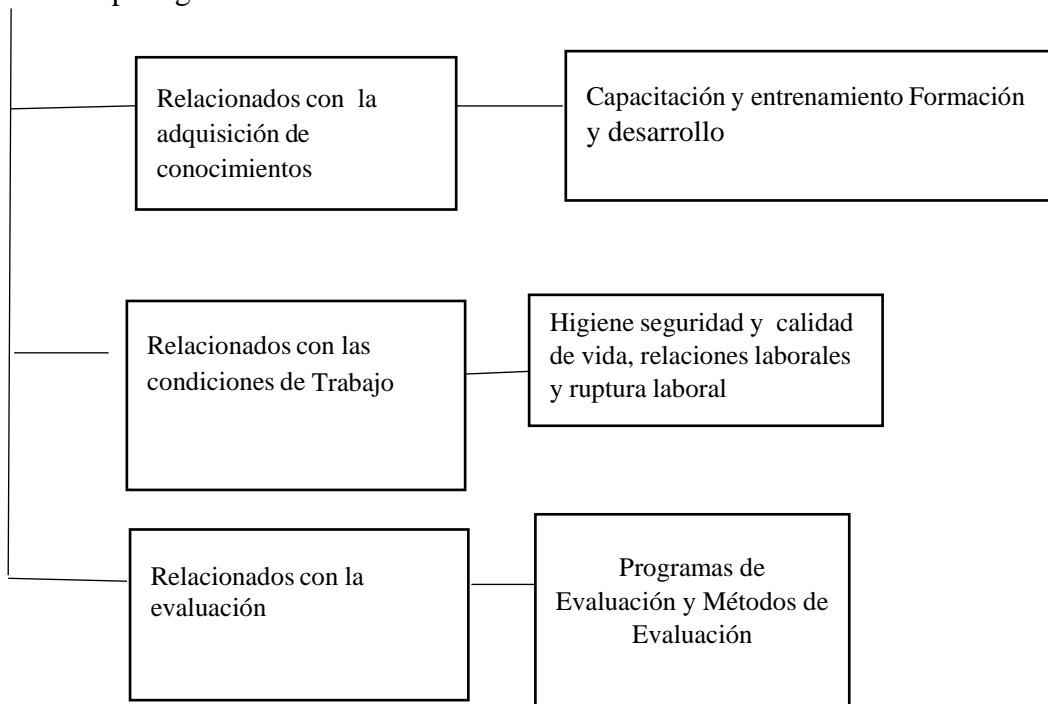 Relacionados con la
adquisición de
conocimientos
Capacitación y entrenamiento Formación
y desarrollo
Relacionados con las
condiciones de Trabajo
Higiene seguridad y calidad
de vida, relaciones laborales
y ruptura laboral
Relacionados con la
evaluación
Programas de
Evaluación y Métodos de
Evaluación